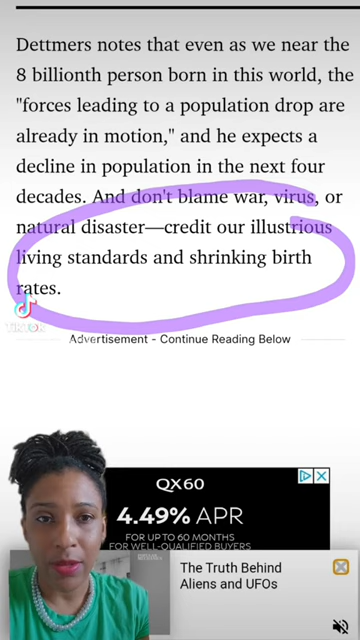 Dettmers notes that even as we near the
8 billionth person born in this world, the
"forces leading to a population drop are
already in motion," and he expects a
decline in population in the next four
decades. And don't blame war, virus, or
natural disaster—credit our illustrious
living standards and shrinking birth
rates.
TIKTOK
Advertisement - Continue Reading Below
QX60
4.49% APR
FOR UP TO 60 MONTHS
FOR WELL-QUALIFIED BUYERS
The Truth Behind
Aliens and UFOs